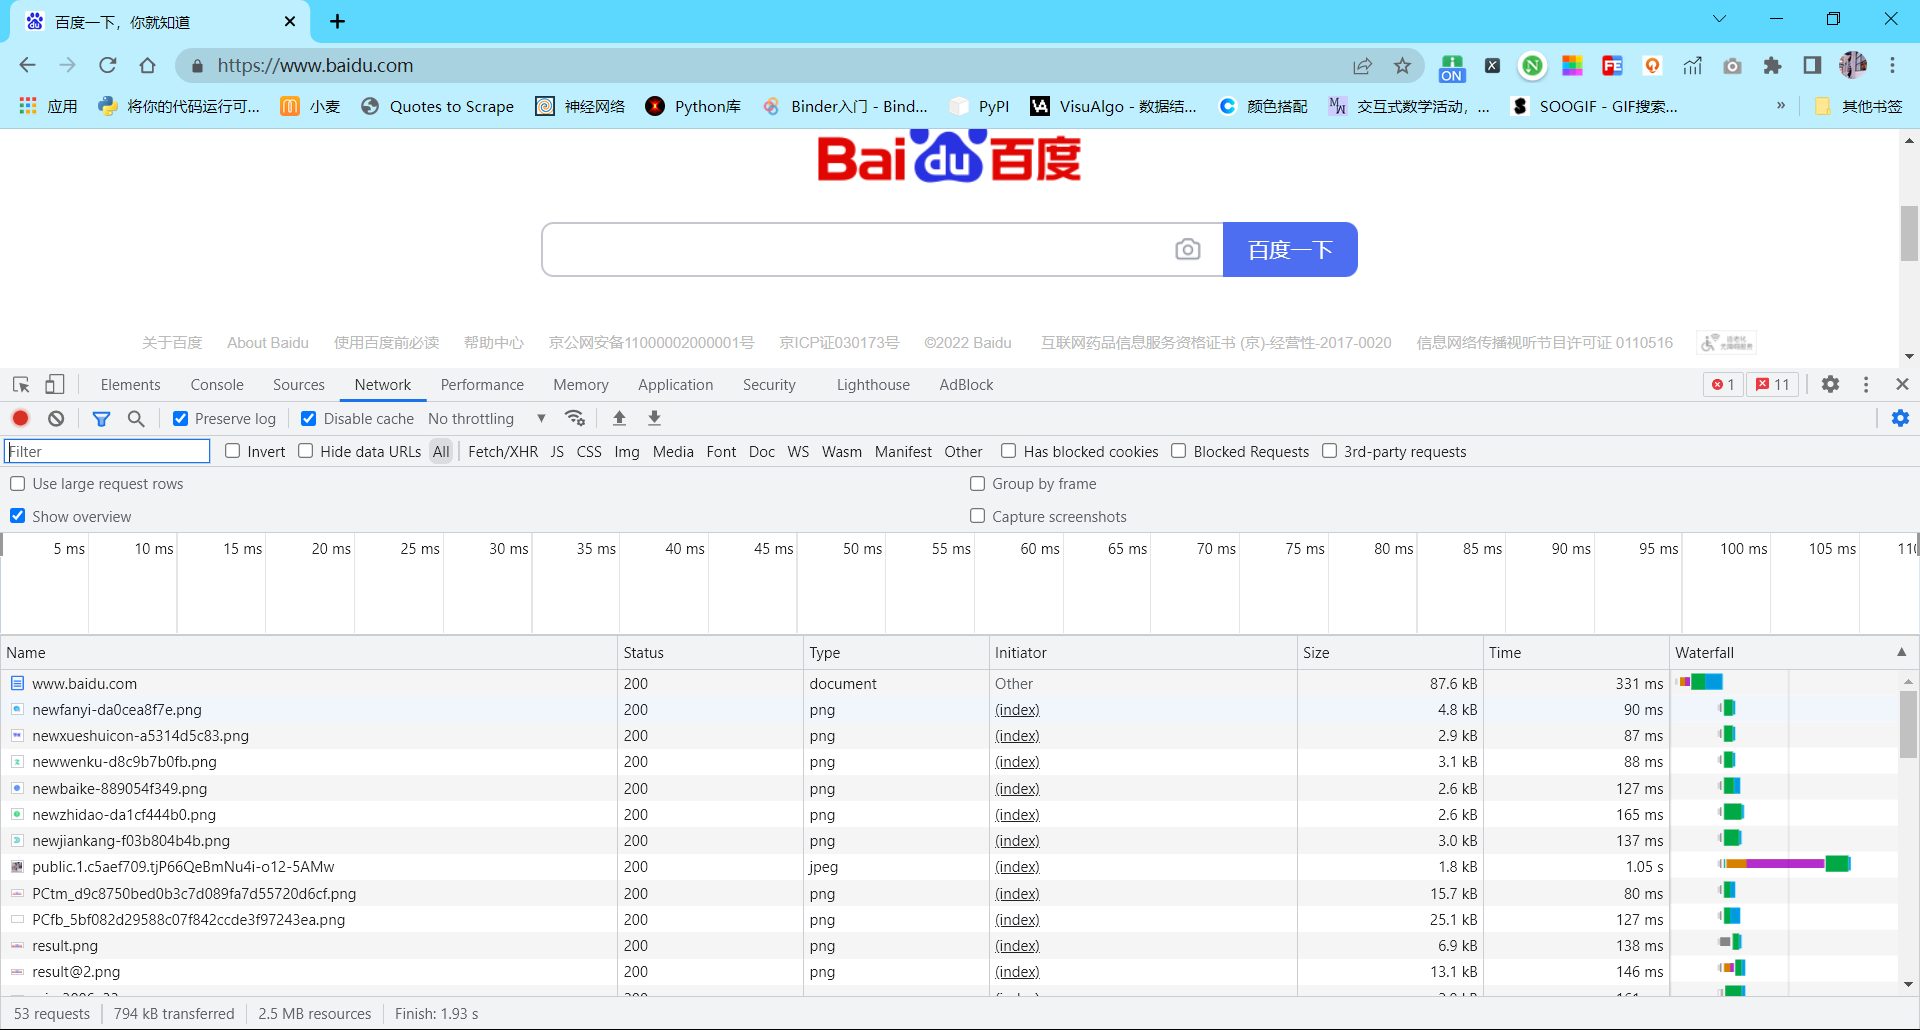 百度一下，你就知道
https://www.baidu.com
ON
应用 将你的代码运行可... 小麦 Quotes to Scrape 神经网络 Python库 Binder入门 - Bind... PyPI VisuAlgo - 数据结... 颜色搭配 交互式数学活动，... SOOGIF - GIF搜索... » 其他书签
Bai du 百度
百度一下
关于百度 About Baidu 使用百度前必读 帮助中心 京公网安备11000002000001号 京ICP证030173号 ©2022 Baidu 互联网药品信息服务资格证书 (京)-经营性-2017-0020 信息网络传播视听节目许可证 0110516
Elements Console Sources Network Performance Memory Application Security Lighthouse AdBlock 1 11
Preserve log Disable cache No throttling
Filter Invert Hide data URLs All Fetch/XHR JS CSS Img Media Font Doc WS Wasm Manifest Other Has blocked cookies Blocked Requests 3rd-party requests
Use large request rows Group by frame
Show overview Capture screenshots
5 ms 10 ms 15 ms 20 ms 25 ms 30 ms 35 ms 40 ms 45 ms 50 ms 55 ms 60 ms 65 ms 70 ms 75 ms 80 ms 85 ms 90 ms 95 ms 100 ms 105 ms
Name Status Type Initiator Size Time Waterfall
www.baidu.com 200 document Other 87.6 kB 331 ms
newfanyi-da0cea8f7e.png 200 png (index) 4.8 kB 90 ms
newxueshuicon-a5314d5c83.png 200 png (index) 2.9 kB 87 ms
newwenku-d8c9b7b0fb.png 200 png (index) 3.1 kB 88 ms
newbaike-889054f349.png 200 png (index) 2.6 kB 127 ms
newzhidao-da1cf444b0.png 200 png (index) 2.6 kB 165 ms
newjiankang-f03b804b4b.png 200 png (index) 3.0 kB 137 ms
public.1.c5aef709.tjP66QeBmNu4i-o12-5AMw 200 jpeg (index) 1.8 kB 1.05 s
PCtm_d9c8750bed0b3c7d089fa7d55720d6cf.png 200 png (index) 15.7 kB 80 ms
PCfb_5bf082d29588c07f842ccde3f97243ea.png 200 png (index) 25.1 kB 127 ms
result.png 200 png (index) 6.9 kB 138 ms
result@2.png 200 png (index) 13.1 kB 146 ms
53 requests 794 kB transferred 2.5 MB resources Finish: 1.93 s